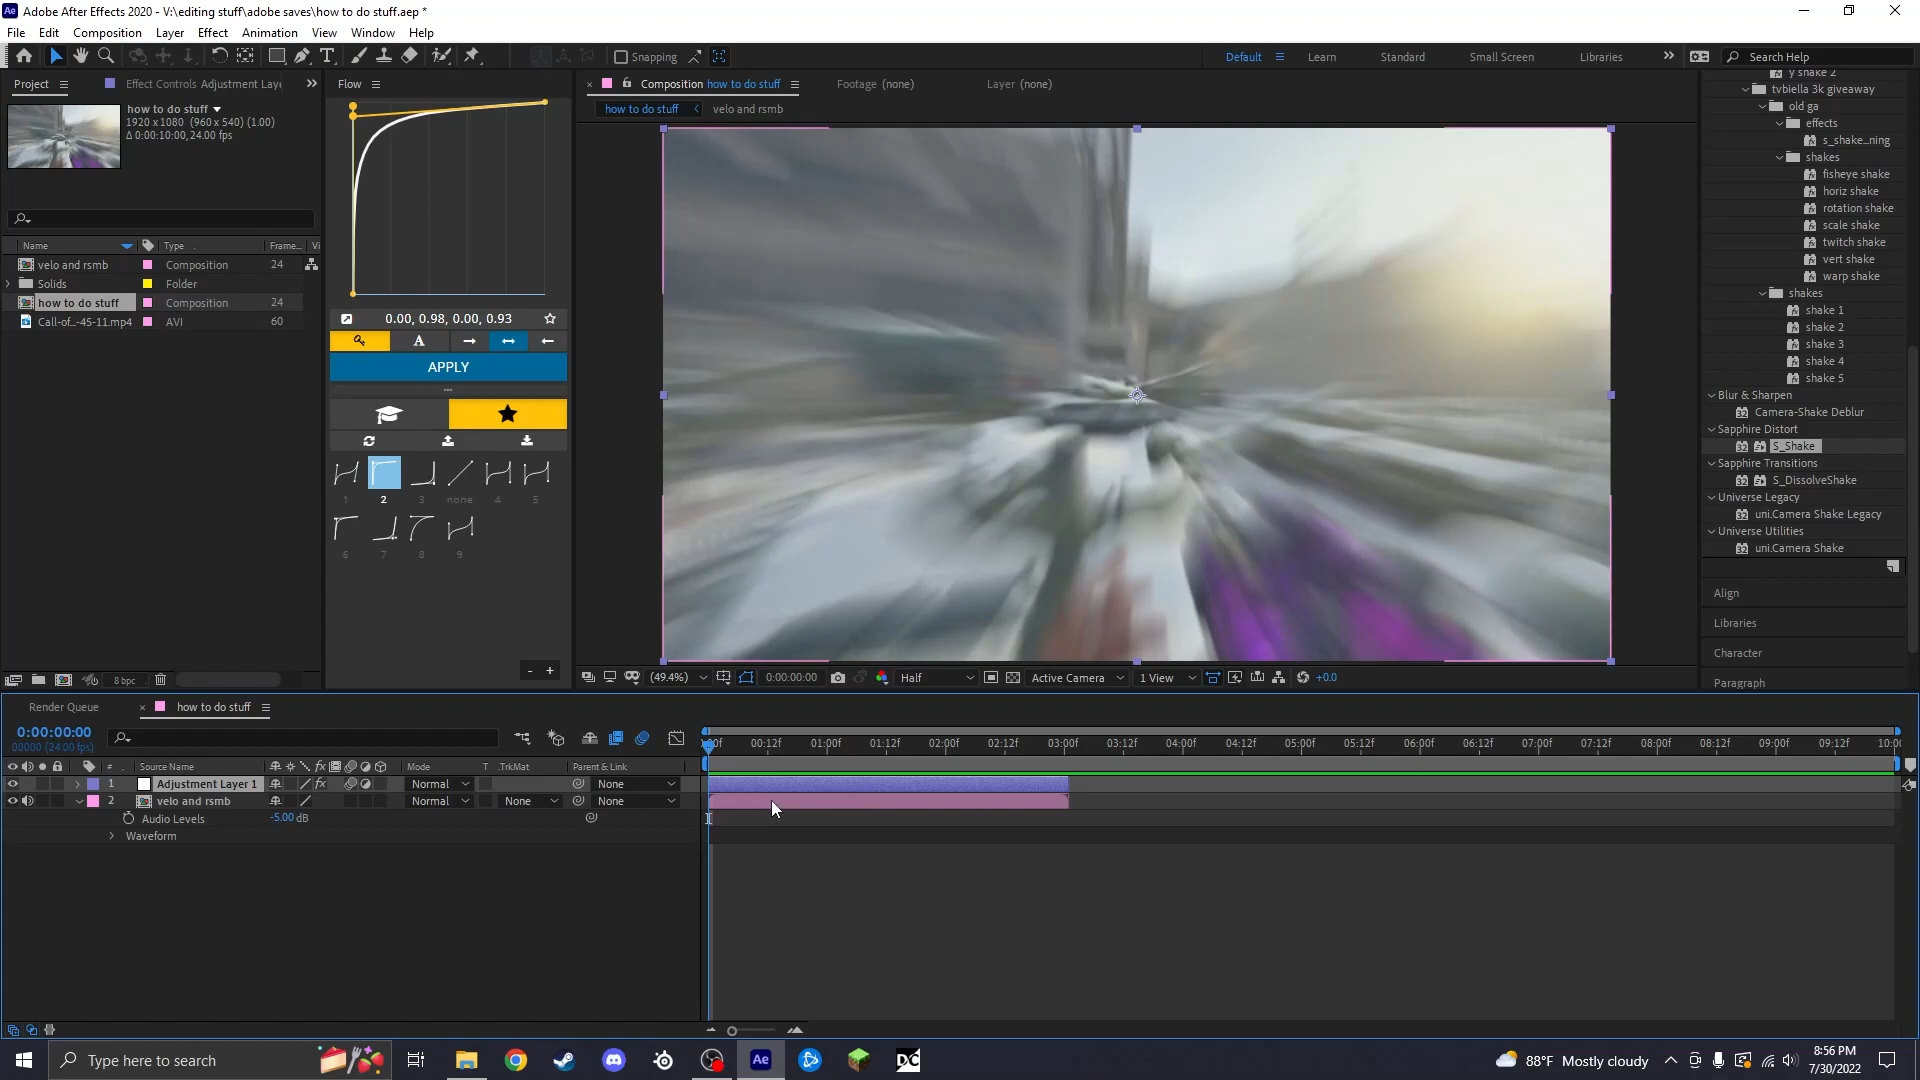 Adobe After Effects 2020 - V:\editing stuff\adobe saves\how to do stuff.aep *
File Edit Composition Layer Effect Animation View Window Help
Snapping
Default Learn Standard Small Screen Libraries Search Help
Project Effect Controls Adjustment Laye
how to do stuff
1920 x 1080 (960 x 540) (1.00)
Δ 0:00:10:00, 24.00 fps
Name Type Frame... Vi
velo and rsmb Composition 24
Solids Folder
how to do stuff Composition 24
Call-of...-45-11.mp4 AVI 60
8 bpc
Flow
0.00, 0.98, 0.00, 0.93
A
APPLY
1 2 3 none 4 5
6 7 8 9
- +
Composition how to do stuff Footage (none) Layer (none)
how to do stuff velo and rsmb
(49.4%) 0:00:00:00 Half Active Camera 1 View +0.0
y shake 2
tvbiella 3k giveaway
old ga
effects
s_shake...ning
shakes
fisheye shake
horiz shake
rotation shake
scale shake
twitch shake
vert shake
warp shake
shakes
shake 1
shake 2
shake 3
shake 4
shake 5
Blur & Sharpen
Camera-Shake Deblur
Sapphire Distort
S_Shake
Sapphire Transitions
S_DissolveShake
Universe Legacy
uni.Camera Shake Legacy
Universe Utilities
uni.Camera Shake
Align
Libraries
Character
Paragraph
Render Queue how to do stuff
0:00:00:00
00000 (24.00 fps)
00f 00:12f 01:00f 01:12f 02:00f 02:12f 03:00f 03:12f 04:00f 04:12f 05:00f 05:12f 06:00f 06:12f 07:00f 07:12f 08:00f 08:12f 09:00f 09:12f 10:00
# Source Name Mode T .TrkMat Parent & Link
1 Adjustment Layer 1 Normal None
2 velo and rsmb Normal None None
Audio Levels -5.00 dB
Waveform
Type here to search
Ae
DC
88°F Mostly cloudy
8:56 PM
7/30/2022